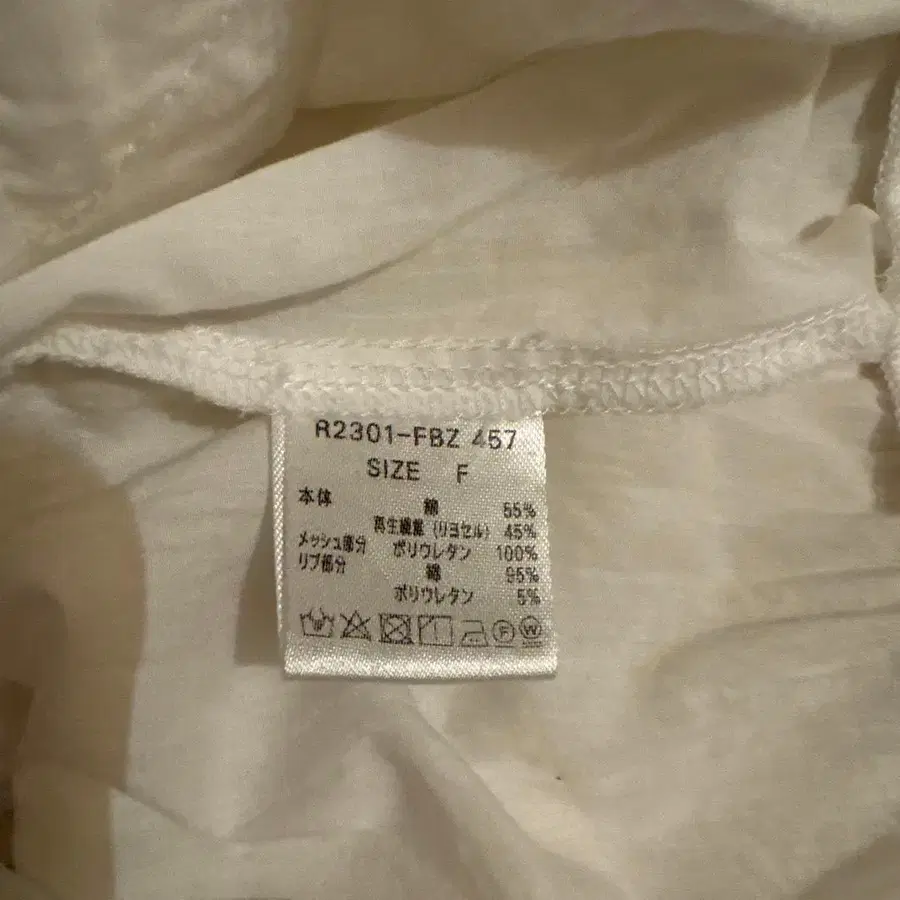 R2301-FBZ 457
SIZE F
本体 綿 55%
再生繊維 (リヨセル) 45%
メッシュ部分 ポリウレタン 100%
リブ部分 綿 95%
ポリウレタン 5%
F W